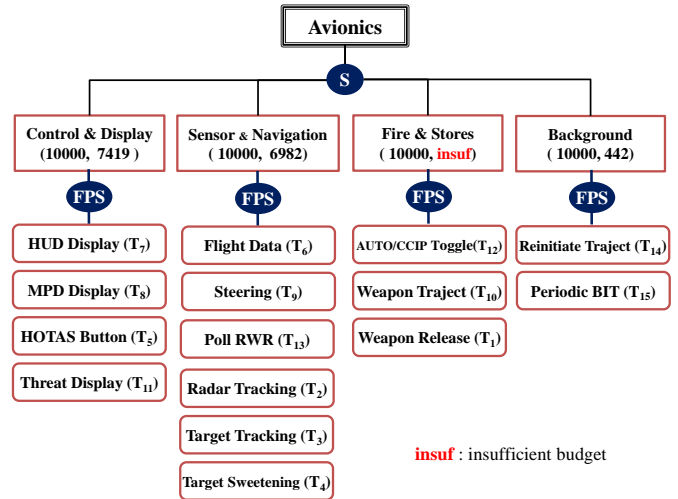 Avionics
S
Control & Display
(10000, 7419 )
Sensor & Navigation
( 10000, 6982)
Fire & Stores
( 10000, insuf)
Background
( 10000, 442)
FPS
FPS
FPS
FPS
HUD Display (T7)
MPD Display (T8)
HOTAS Button (T5)
Threat Display (T11)
Flight Data (T6)
Steering (T9)
Poll RWR (T13)
Radar Tracking (T2)
Target Tracking (T3)
Target Sweetening (T4)
AUTO/CCIP Toggle(T12)
Weapon Traject (T10)
Weapon Release (T1)
Reinitiate Traject (T14)
Periodic BIT (T15)
insuf : insufficient budget